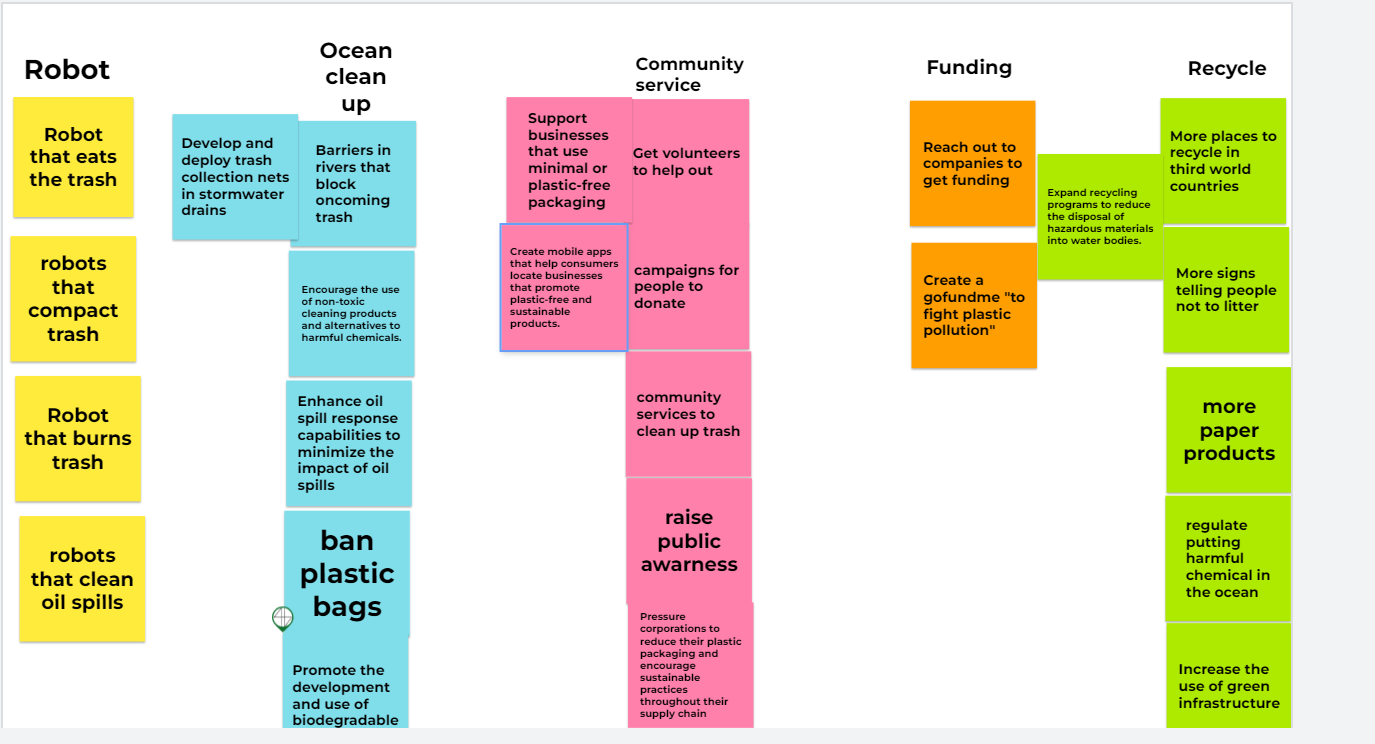 Robot
Robot
that eats
the trash
robots
that
compact
trash
Robot
that burns
trash
robots
that clean
oil spills
Ocean
clean
up
Develop and
deploy trash
collection nets
in stormwater
drains
Barriers in
rivers that
block
oncoming
trash
Encourage the use
of non-toxic
cleaning products
and alternatives to
harmful chemicals.
Enhance oil
spill response
capabilities to
minimize the
impact of oil
spills
ban
plastic
bags
Promote the
development
and use of
biodegradable
Community
service
Support
businesses
that use
minimal or
plastic-free
packaging
Get volunteers
to help out
Create mobile apps
that help consumers
locate businesses
that promote
plastic-free and
sustainable
products.
campaigns for
people to
donate
community
services to
clean up trash
raise
public
awarness
Pressure
corporations to
reduce their plastic
packaging and
encourage
sustainable
practices
throughout their
supply chain
Funding
Reach out to
companies to
get funding
Create a
gofundme "to
fight plastic
pollution"
Recycle
Expand recycling
programs to reduce
the disposal of
hazardous materials
into water bodies.
More places to
recycle in
third world
countries
More signs
telling people
not to litter
more
paper
products
regulate
putting
harmful
chemical in
the ocean
Increase the
use of green
infrastructure